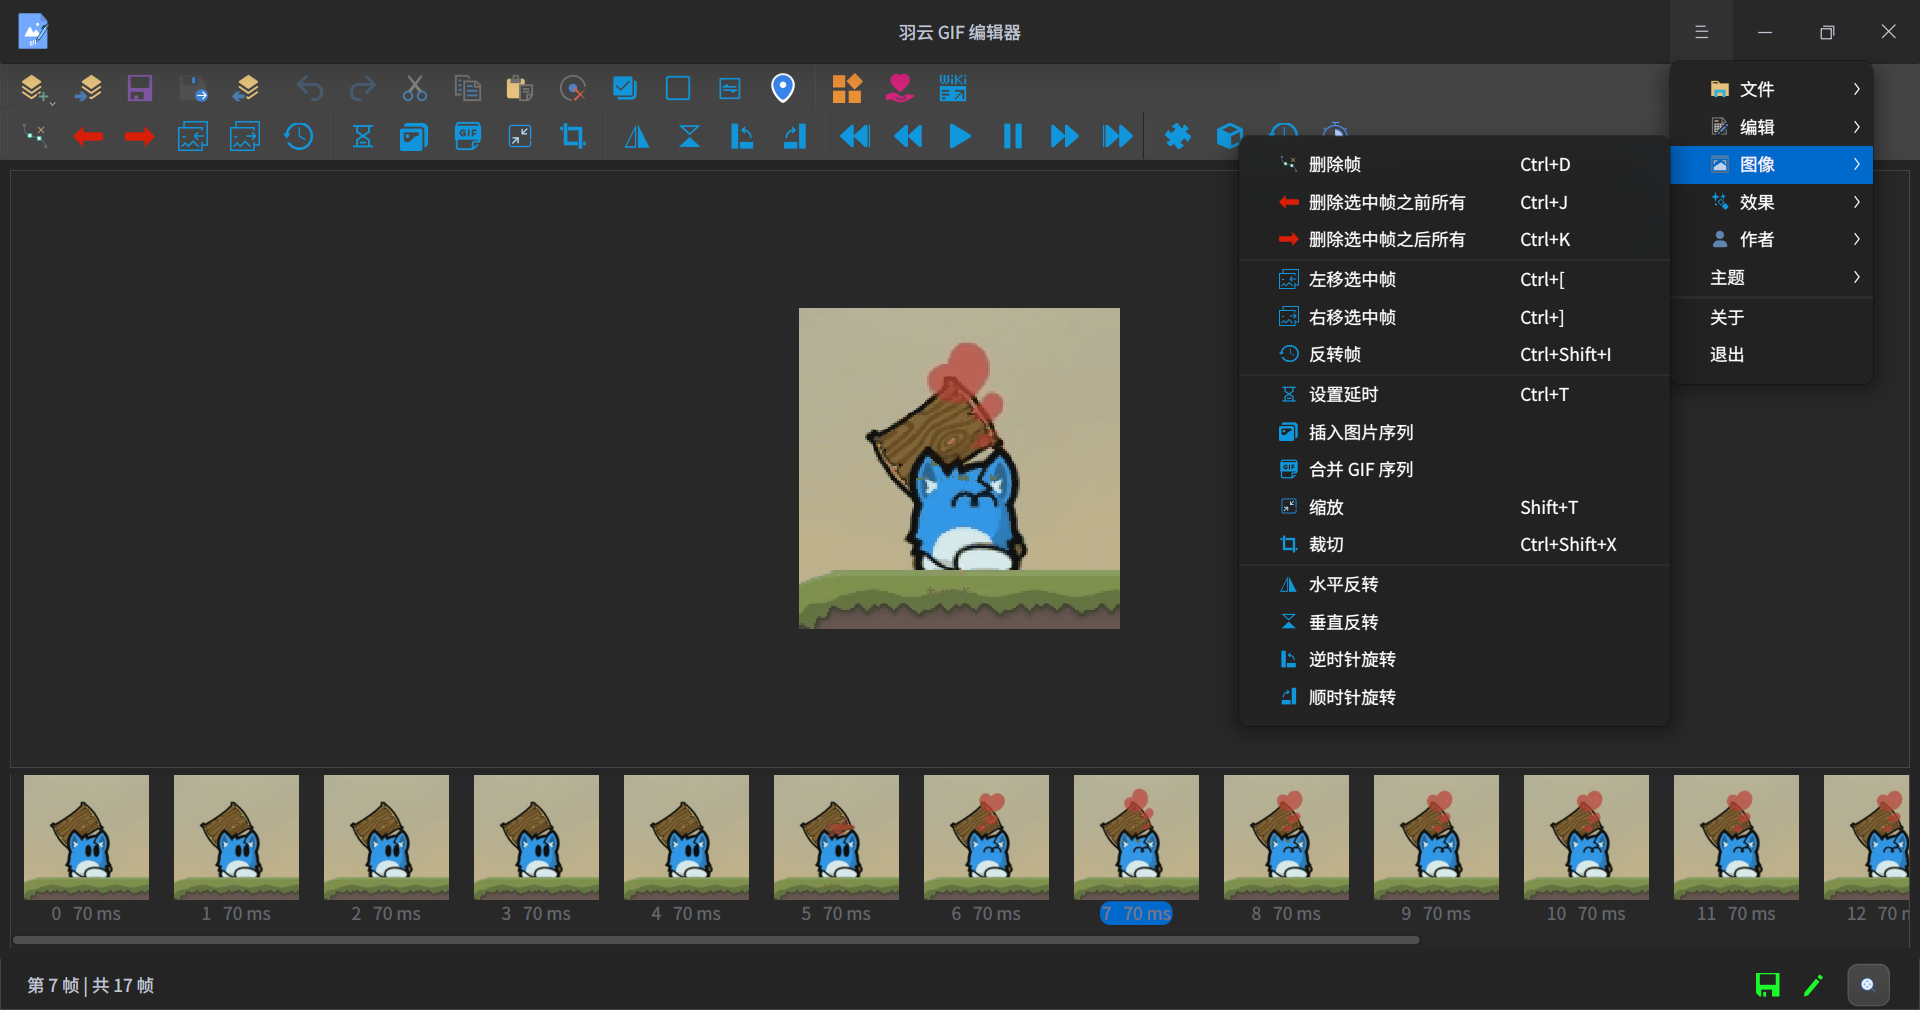 羽云 GIF 编辑器
WiKi
GIF
文件
编辑
图像
效果
作者
主题
关于
退出
删除帧 Ctrl+D
删除选中帧之前所有 Ctrl+J
删除选中帧之后所有 Ctrl+K
左移选中帧 Ctrl+[
右移选中帧 Ctrl+]
反转帧 Ctrl+Shift+I
设置延时 Ctrl+T
插入图片序列
合并 GIF 序列
缩放 Shift+T
裁切 Ctrl+Shift+X
水平反转
垂直反转
逆时针旋转
顺时针旋转
0 70 ms
1 70 ms
2 70 ms
3 70 ms
4 70 ms
5 70 ms
6 70 ms
7 70 ms
8 70 ms
9 70 ms
10 70 ms
11 70 ms
12 70
第 7 帧 | 共 17 帧